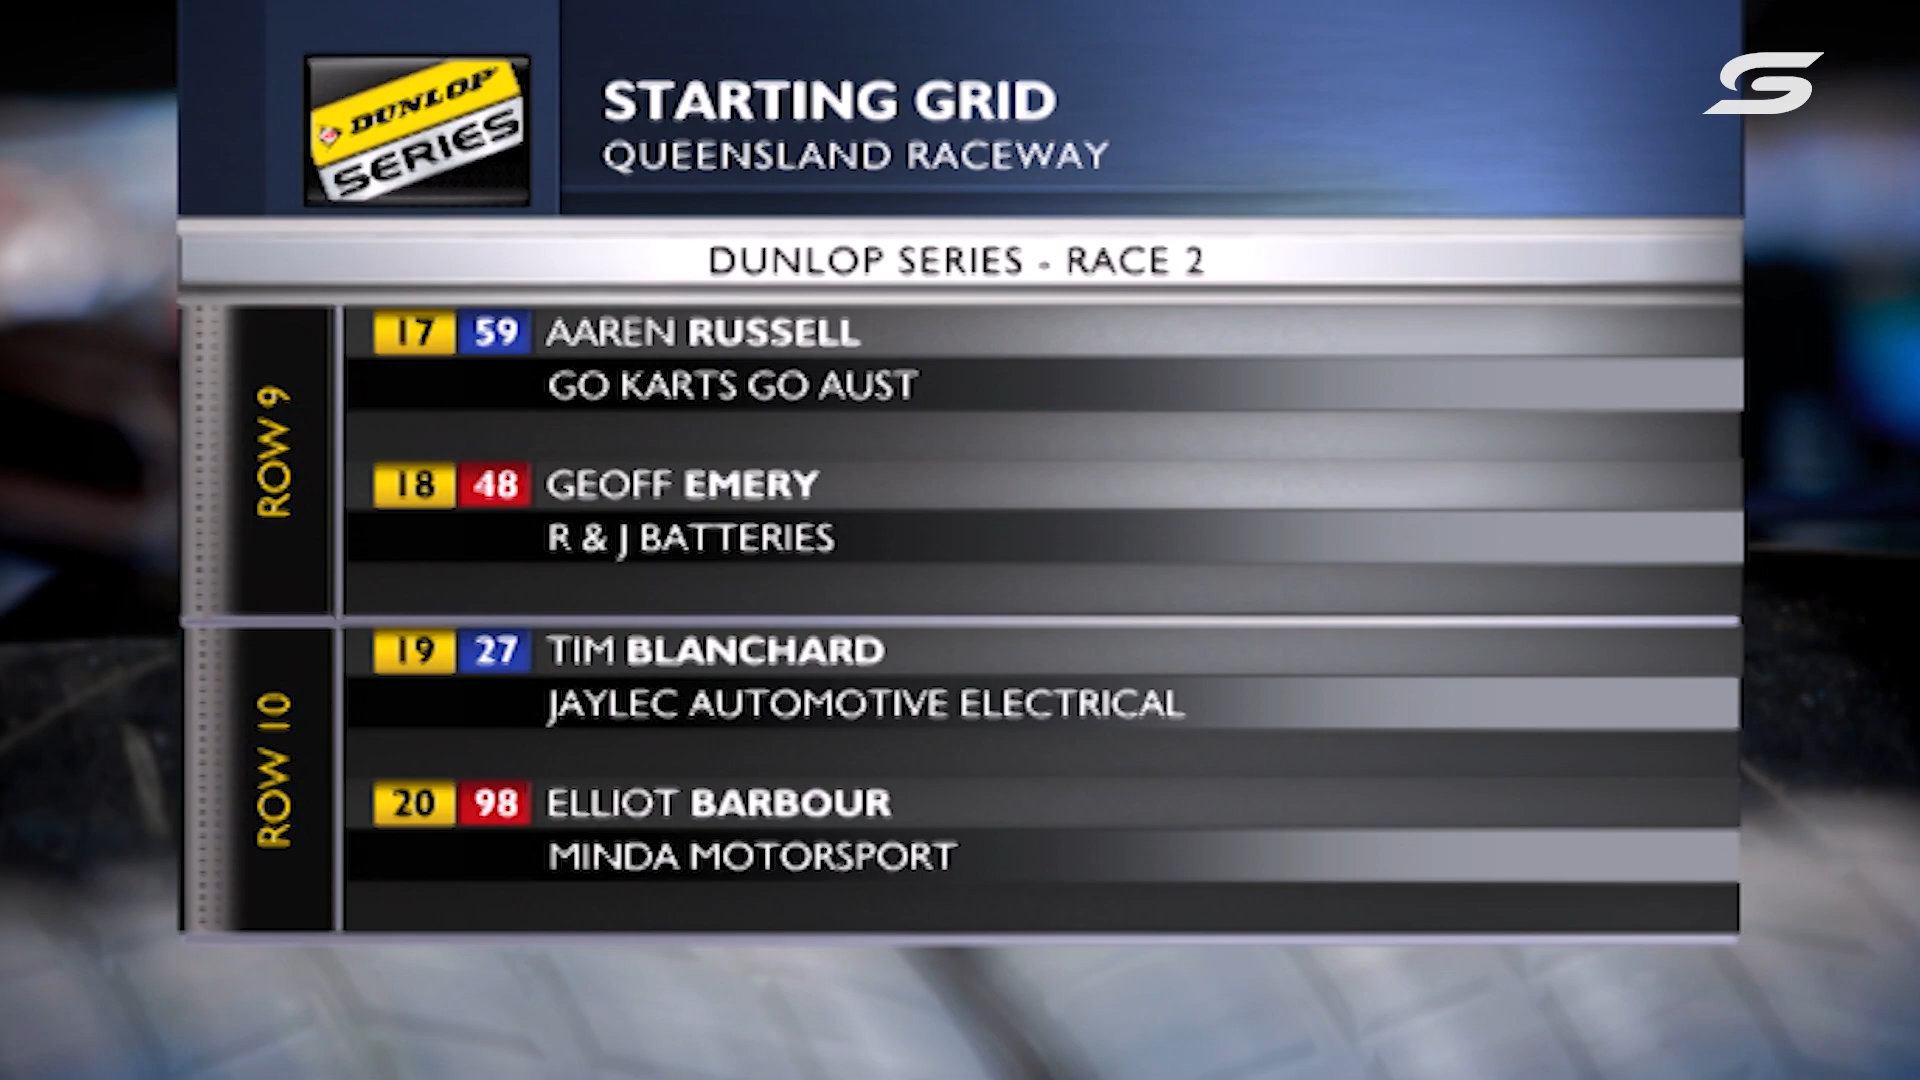 DUNLOP
SERIES
STARTING GRID
QUEENSLAND RACEWAY
DUNLOP SERIES - RACE 2
ROW 9
17 59 AAREN RUSSELL
GO KARTS GO AUST
18 48 GEOFF EMERY
R & J BATTERIES
ROW 10
19 27 TIM BLANCHARD
JAYLEC AUTOMOTIVE ELECTRICAL
20 98 ELLIOT BARBOUR
MINDA MOTORSPORT